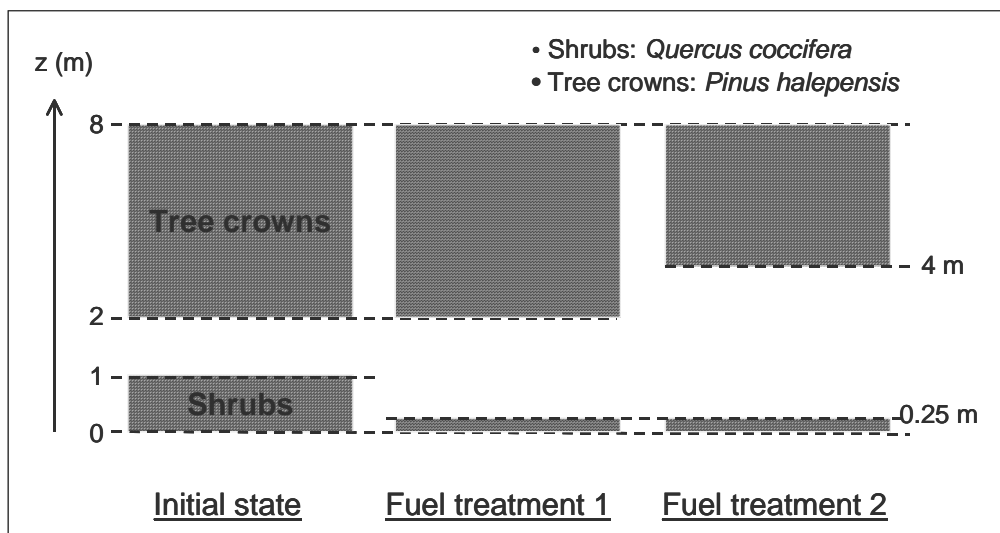 • Shrubs: Quercus coccifera
• Tree crowns: Pinus halepensis
z (m)
8
Tree crowns
4 m
2
1
Shrubs
0.25 m
0
Initial state
Fuel treatment 1
Fuel treatment 2